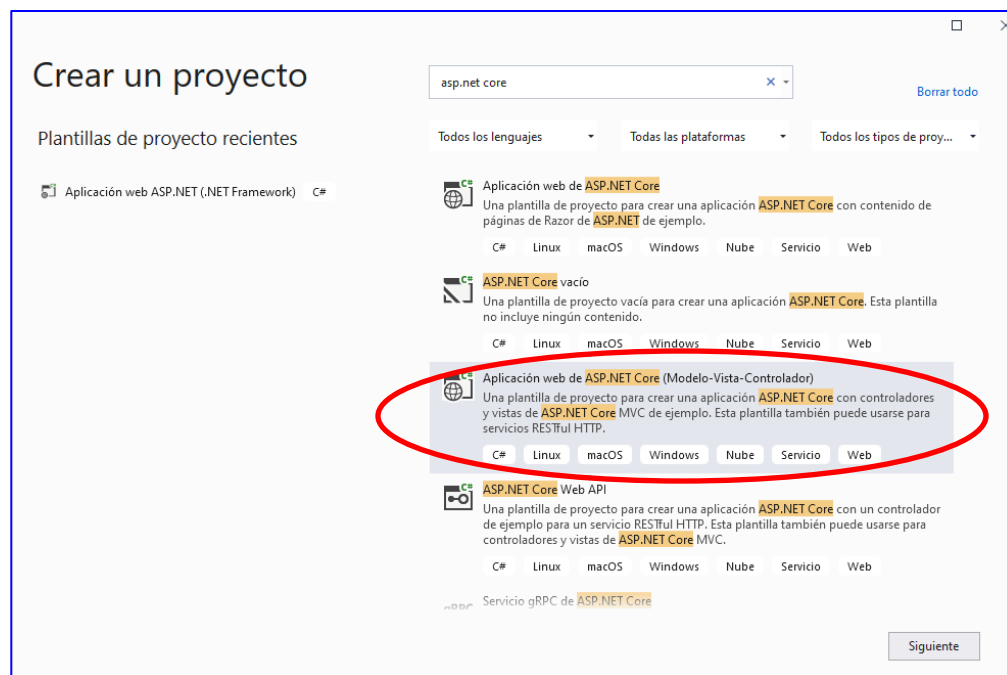 Crear un proyecto
Plantillas de proyecto recientes
Aplicación web ASP.NET (.NET Framework) C#
asp.net core
Borrar todo
Todos los lenguajes Todas las plataformas Todos los tipos de proy...
C#
Aplicación web de ASP.NET Core
Una plantilla de proyecto para crear una aplicación ASP.NET Core con contenido de
páginas de Razor de ASP.NET de ejemplo.
C# Linux macOS Windows Nube Servicio Web
C#
ASP.NET Core vacío
Una plantilla de proyecto vacía para crear una aplicación ASP.NET Core. Esta plantilla
no incluye ningún contenido.
C# Linux macOS Windows Nube Servicio Web
C#
Aplicación web de ASP.NET Core (Modelo-Vista-Controlador)
Una plantilla de proyecto para crear una aplicación ASP.NET Core con controladores
y vistas de ASP.NET Core MVC de ejemplo. Esta plantilla también puede usarse para
servicios RESTful HTTP.
C# Linux macOS Windows Nube Servicio Web
C#
ASP.NET Core Web API
Una plantilla de proyecto para crear una aplicación ASP.NET Core con un controlador
de ejemplo para un servicio RESTful HTTP. Esta plantilla también puede usarse para
controladores y vistas de ASP.NET Core MVC.
C# Linux macOS Windows Nube Servicio Web
gRPC Servicio gRPC de ASP.NET Core
Siguiente